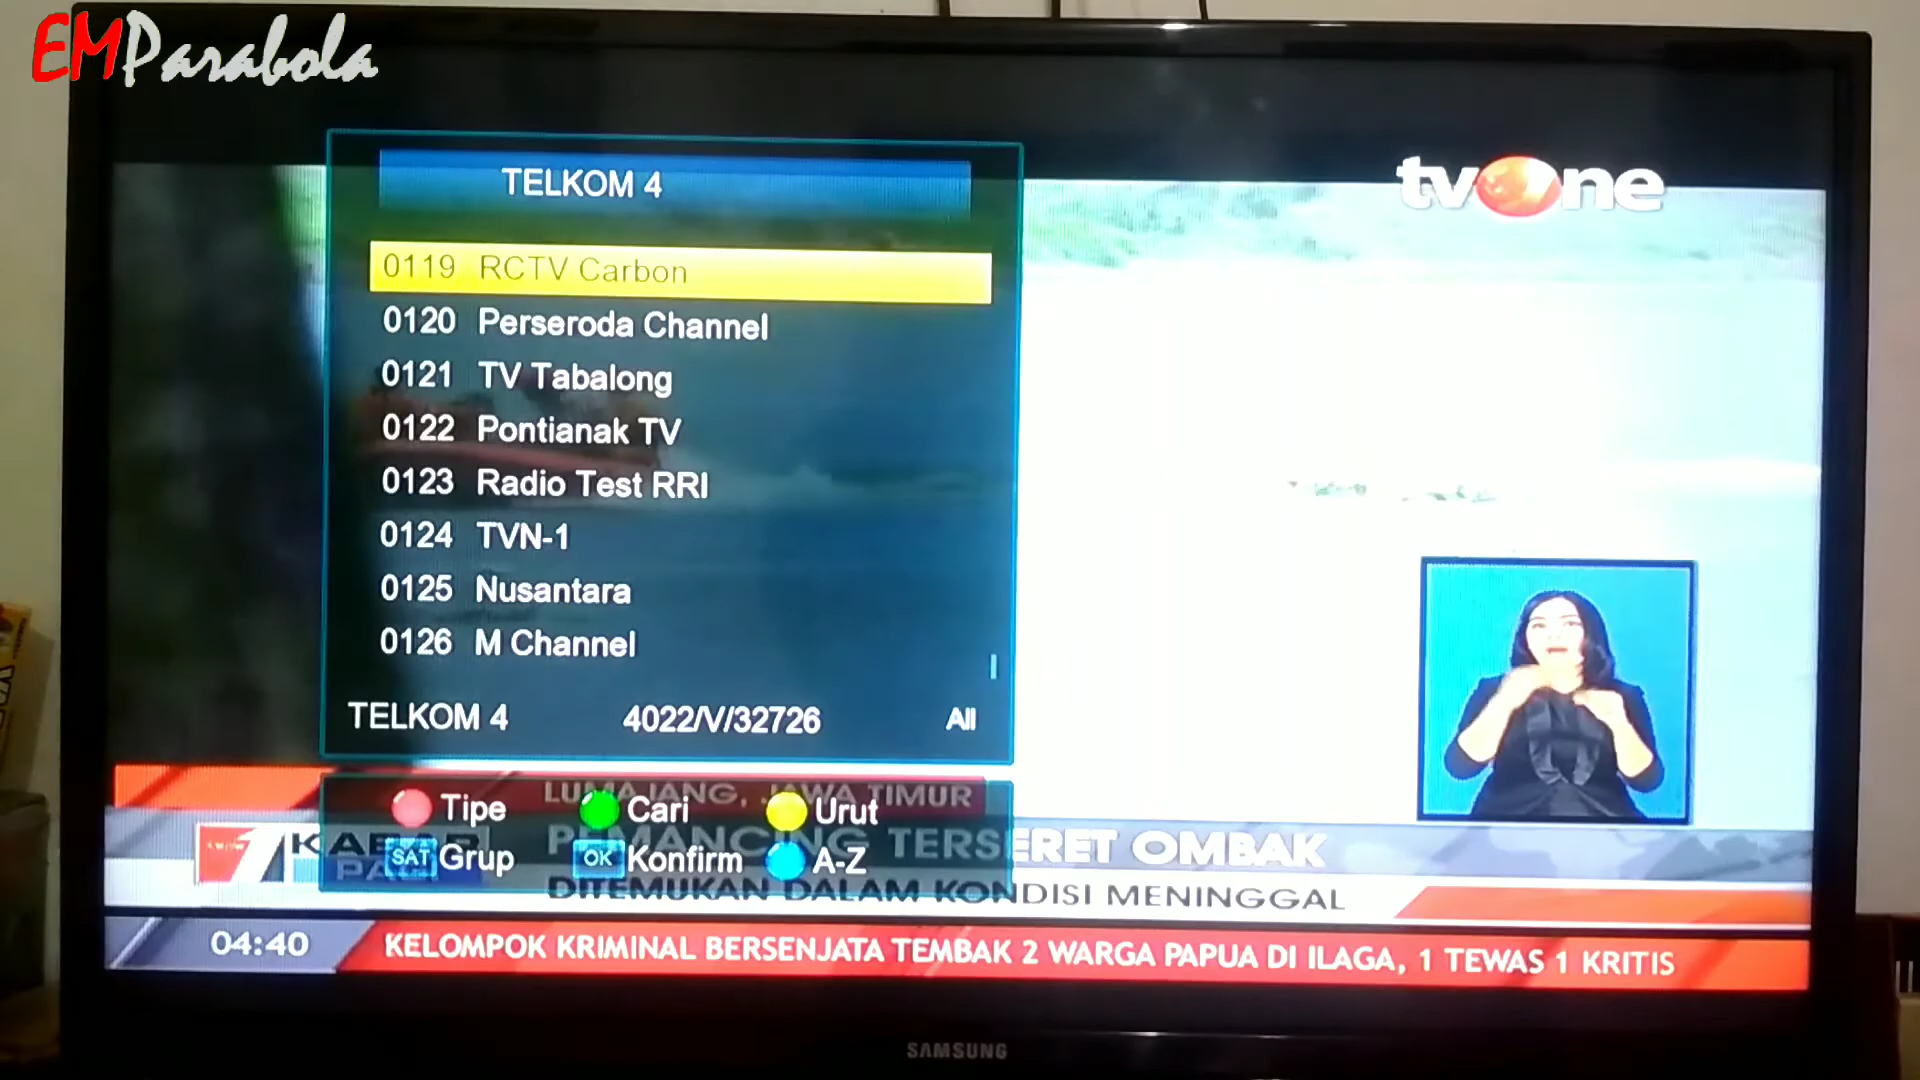 EMParabola
tvOne
TELKOM 4
0119 RCTV Carbon
0120 Perseroda Channel
0121 TV Tabalong
0122 Pontianak TV
0123 Radio Test RRI
0124 TVN-1
0125 Nusantara
0126 M Channel
TELKOM 4 4022/V/32726 All
Tipe Cari Urut
SAT Grup OK Konfirm A-Z
LUMAJANG, JAWA TIMUR
PEMANCING TERSERET OMBAK
DITEMUKAN DALAM KONDISI MENINGGAL
04:40 KELOMPOK KRIMINAL BERSENJATA TEMBAK 2 WARGA PAPUA DI ILAGA, 1 TEWAS 1 KRITIS
SAMSUNG